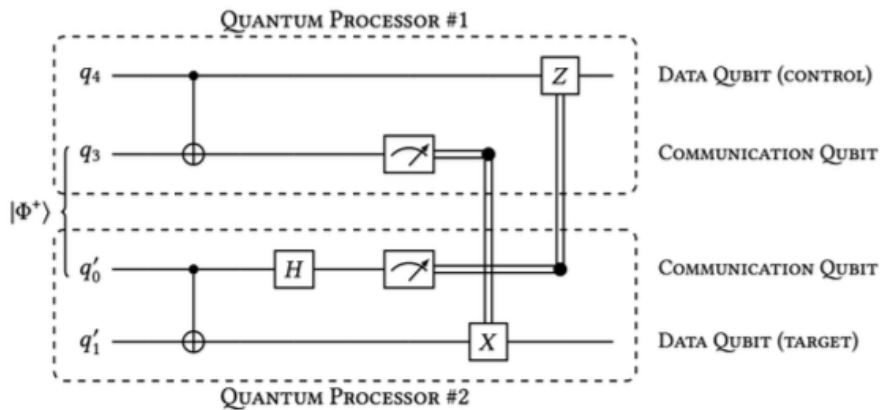 QUANTUM PROCESSOR #1
q₄ Z DATA QUBIT (CONTROL)
q₃ COMMUNICATION QUBIT
|Φ⁺⟩
q′₀ H COMMUNICATION QUBIT
q′₁ X DATA QUBIT (TARGET)
QUANTUM PROCESSOR #2